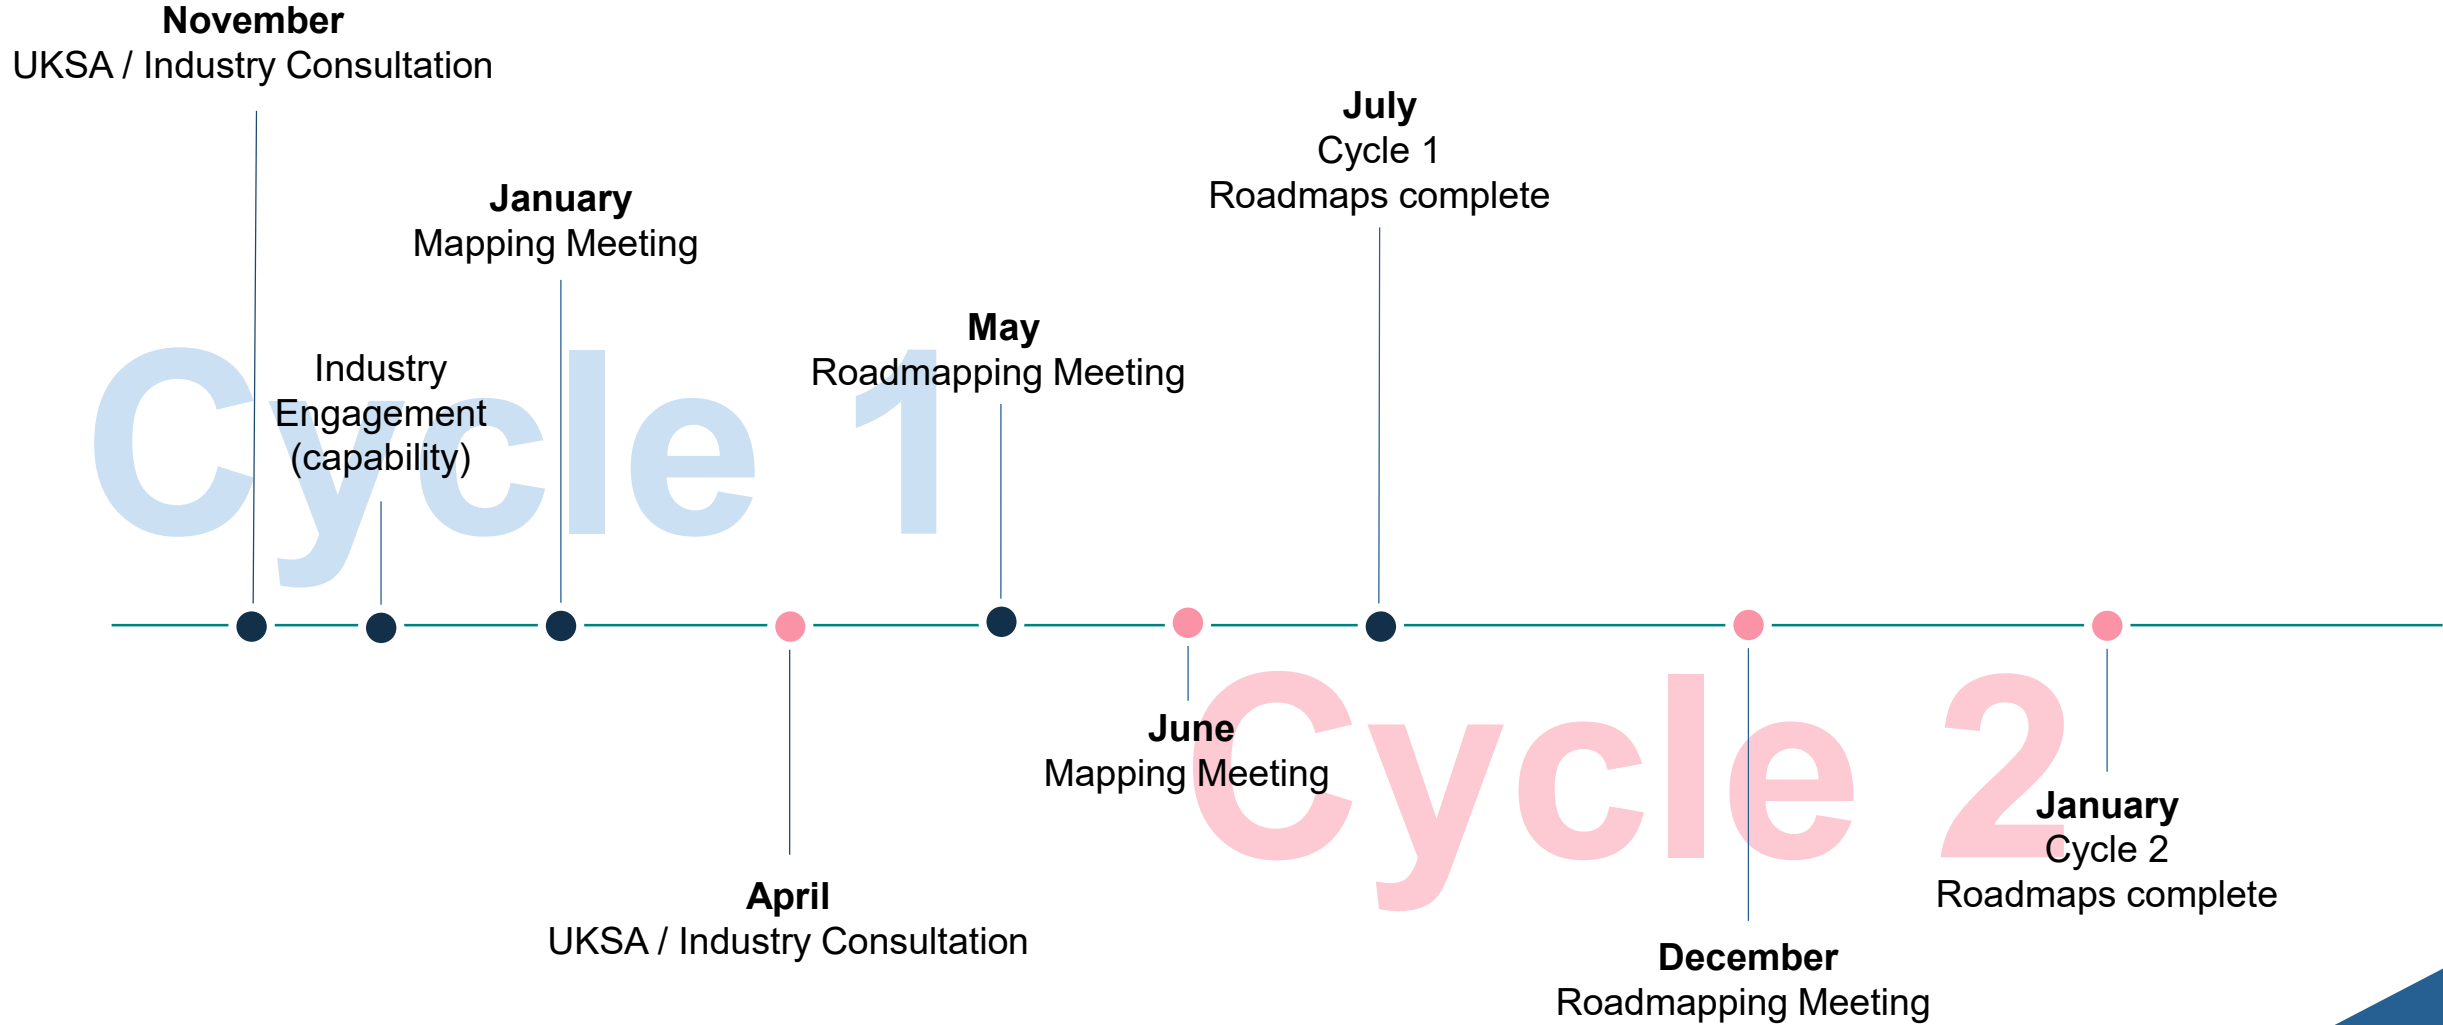 November
UKSA / Industry Consultation
July
Cycle 1
Roadmaps complete
January
Mapping Meeting
May
Roadmapping Meeting
Industry
Engagement
(capability)
Cycle 1
Cycle 2
June
Mapping Meeting
January
Cycle 2
Roadmaps complete
April
UKSA / Industry Consultation
December
Roadmapping Meeting